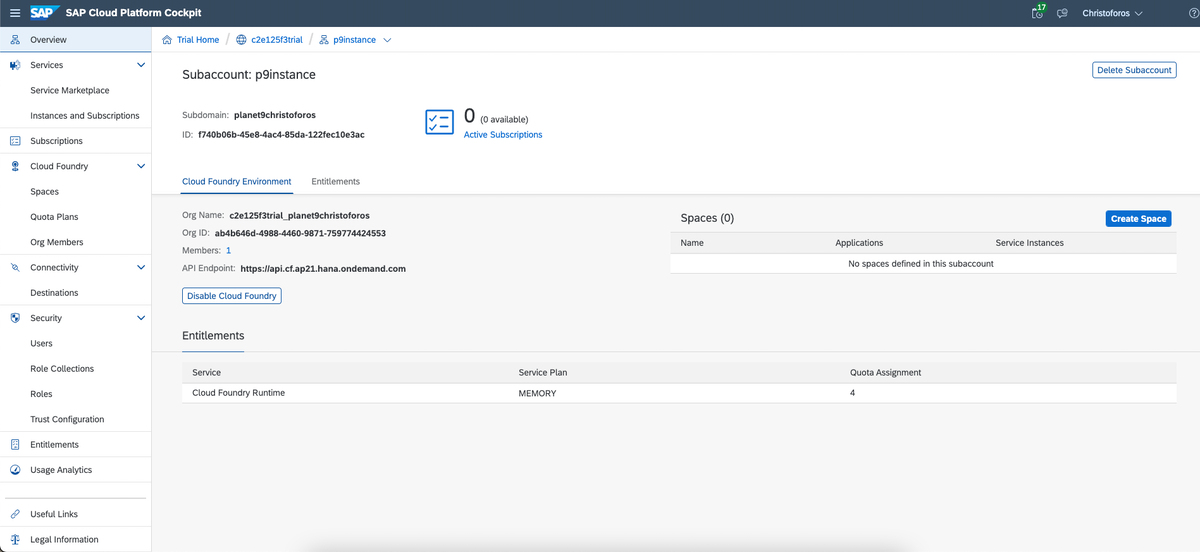 SAP SAP Cloud Platform Cockpit
17
Christoforos
Overview
Services
Service Marketplace
Instances and Subscriptions
Subscriptions
Cloud Foundry
Spaces
Quota Plans
Org Members
Connectivity
Destinations
Security
Users
Role Collections
Roles
Trust Configuration
Entitlements
Usage Analytics
Useful Links
Legal Information
Trial Home / c2e125f3trial / p9instance
Subaccount: p9instance
Delete Subaccount
Subdomain: planet9christoforos
ID: f740b06b-45e8-4ac4-85da-122fec10e3ac
0 (0 available)
Active Subscriptions
Cloud Foundry Environment Entitlements
Org Name: c2e125f3trial_planet9christoforos
Org ID: ab4b646d-4988-4460-9871-759774424553
Members: 1
API Endpoint: https://api.cf.ap21.hana.ondemand.com
Disable Cloud Foundry
Spaces (0)
Create Space
Name Applications Service Instances
No spaces defined in this subaccount
Entitlements
Service Service Plan Quota Assignment
Cloud Foundry Runtime MEMORY 4